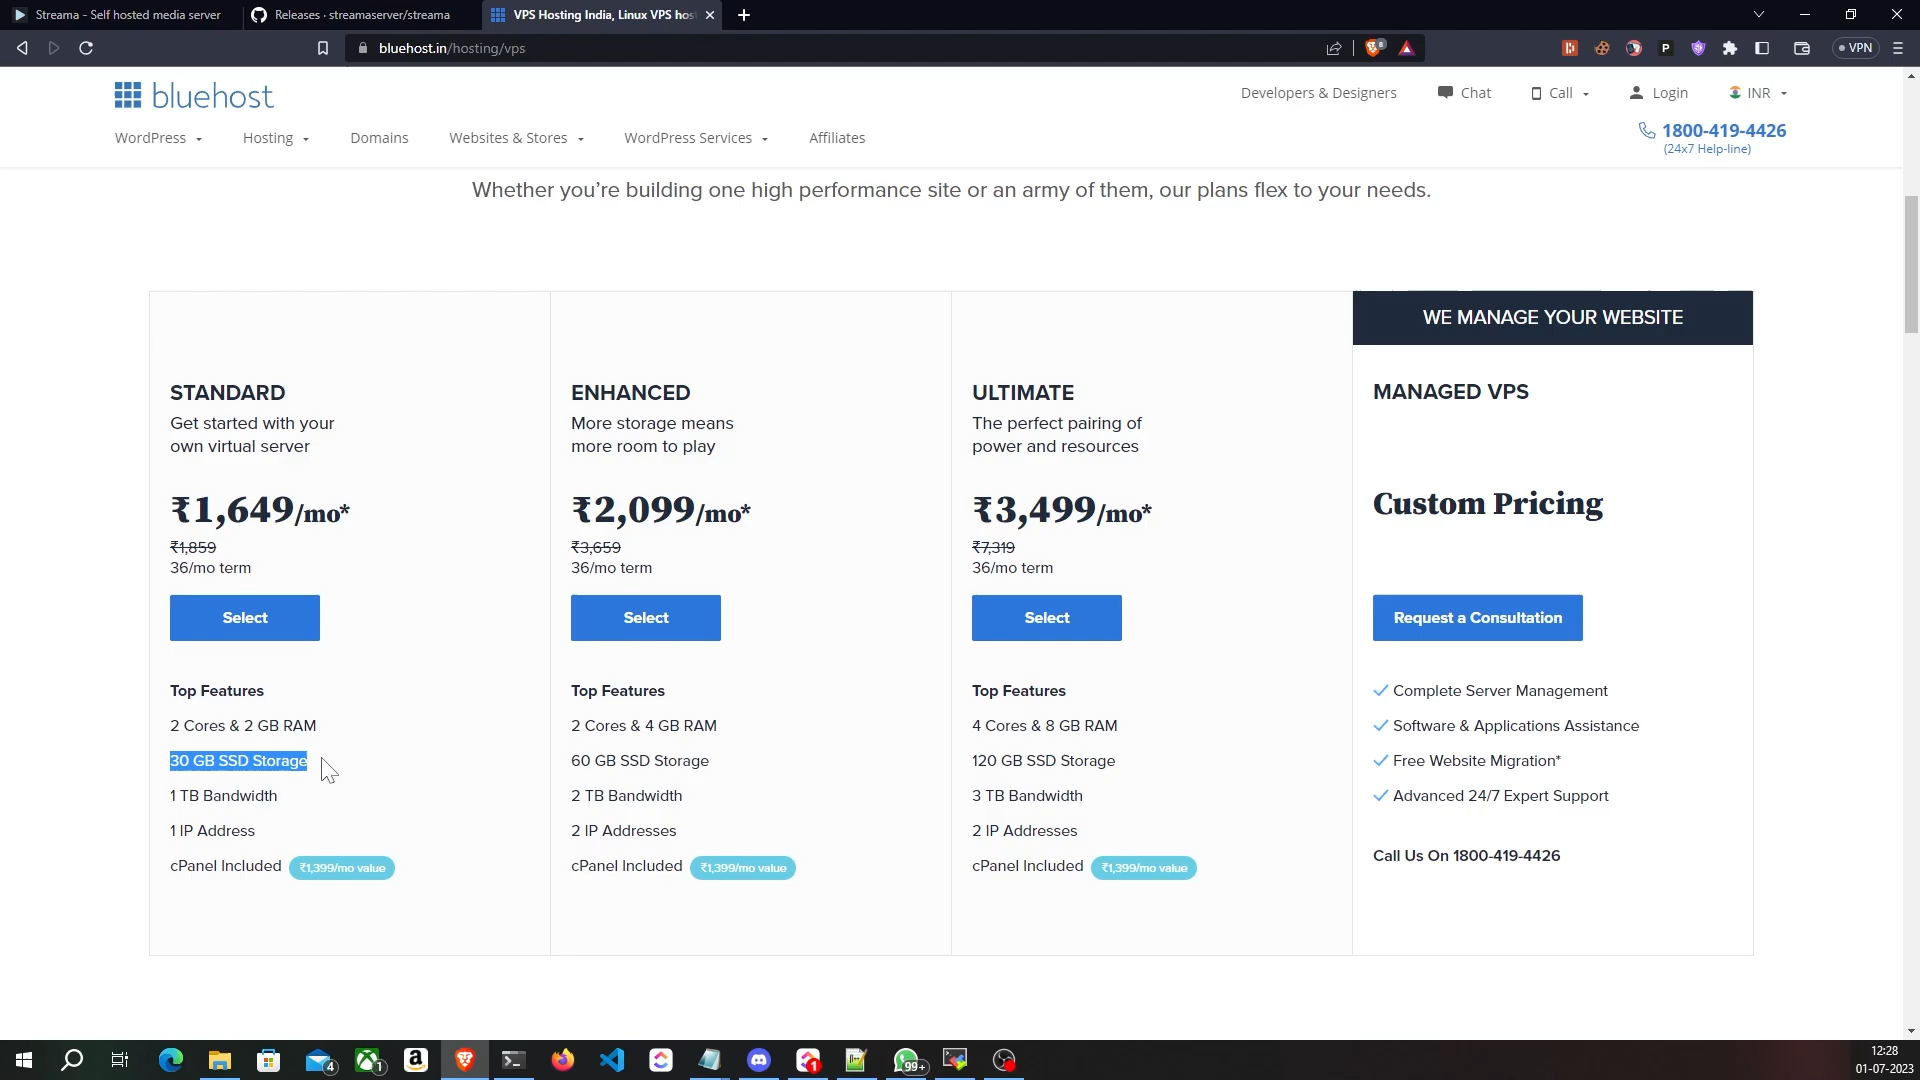 Streama - Self hosted media server
Releases · streamaserver/streama
VPS Hosting India, Linux VPS hos
bluehost.in/hosting/vps
8
P
VPN
bluehost
Developers & Designers
Chat
Call
Login
INR
WordPress
Hosting
Domains
Websites & Stores
WordPress Services
Affiliates
1800-419-4426
(24x7 Help-line)
Whether you’re building one high performance site or an army of them, our plans flex to your needs.
WE MANAGE YOUR WEBSITE
STANDARD
Get started with your
own virtual server
₹1,649/mo*
₹1,859
36/mo term
Select
Top Features
2 Cores & 2 GB RAM
30 GB SSD Storage
1 TB Bandwidth
1 IP Address
cPanel Included ₹1,399/mo value
ENHANCED
More storage means
more room to play
₹2,099/mo*
₹3,659
36/mo term
Select
Top Features
2 Cores & 4 GB RAM
60 GB SSD Storage
2 TB Bandwidth
2 IP Addresses
cPanel Included ₹1,399/mo value
ULTIMATE
The perfect pairing of
power and resources
₹3,499/mo*
₹7,319
36/mo term
Select
Top Features
4 Cores & 8 GB RAM
120 GB SSD Storage
3 TB Bandwidth
2 IP Addresses
cPanel Included ₹1,399/mo value
MANAGED VPS
Custom Pricing
Request a Consultation
Complete Server Management
Software & Applications Assistance
Free Website Migration*
Advanced 24/7 Expert Support
Call Us On 1800-419-4426
4
1
a
1
99+
12:28
01-07-2023